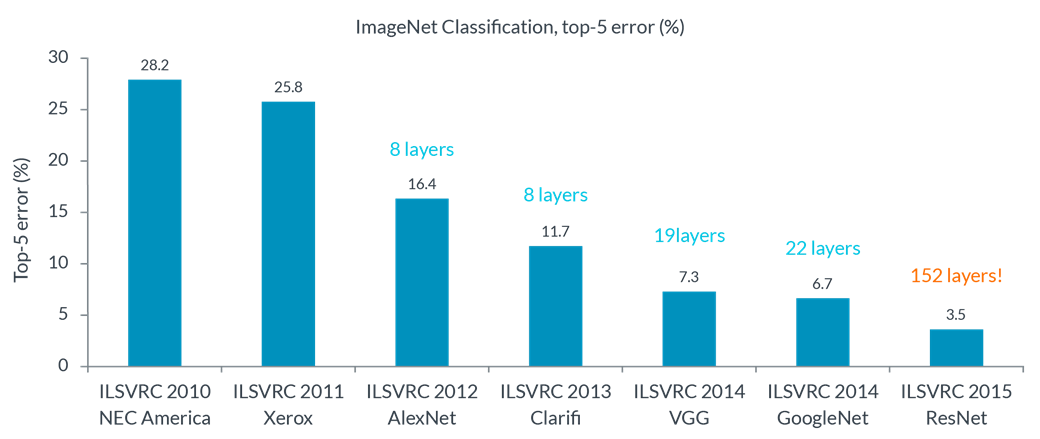 ImageNet Classification, top-5 error (%)
Top-5 error (%)
30
25
20
15
10
5
0
28.2
25.8
8 layers
16.4
8 layers
11.7
19layers
7.3
22 layers
6.7
152 layers!
3.5
ILSVRC 2010
NEC America
ILSVRC 2011
Xerox
ILSVRC 2012
AlexNet
ILSVRC 2013
Clarifi
ILSVRC 2014
VGG
ILSVRC 2014
GoogleNet
ILSVRC 2015
ResNet